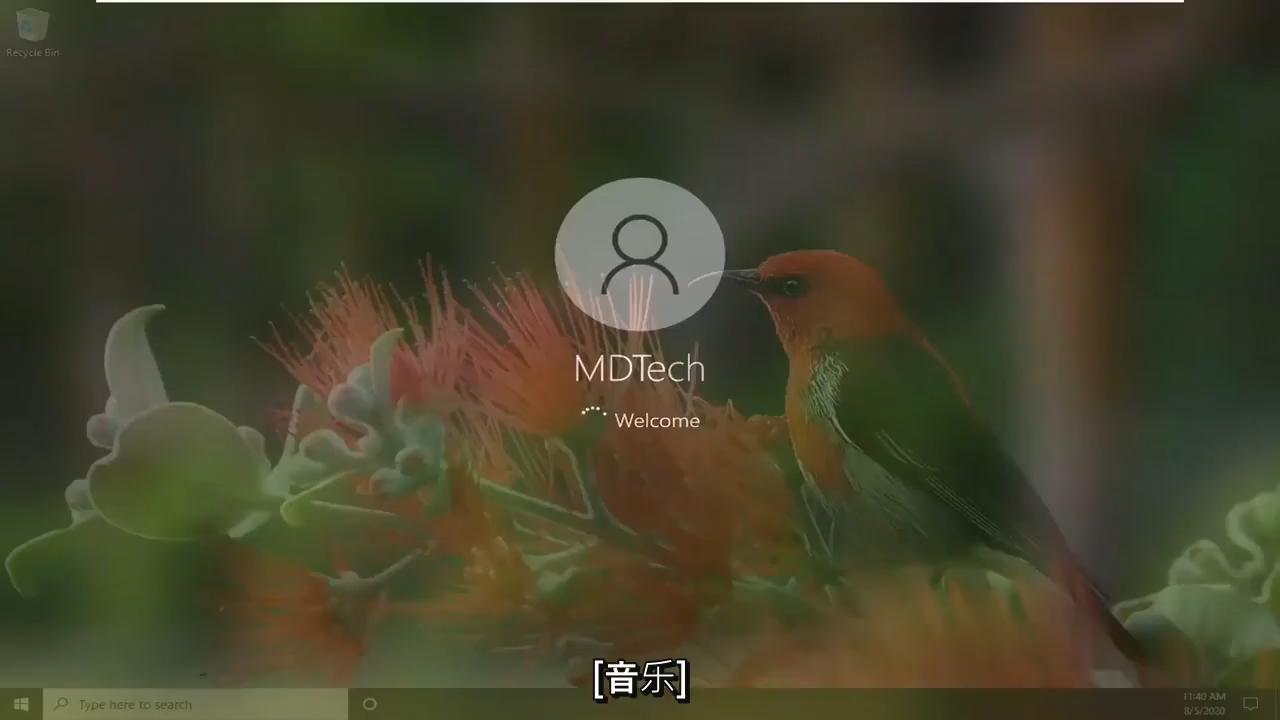 Recycle Bin
MDTech
Welcome
[音乐]
Type here to search
11:40 AM
8/5/2020